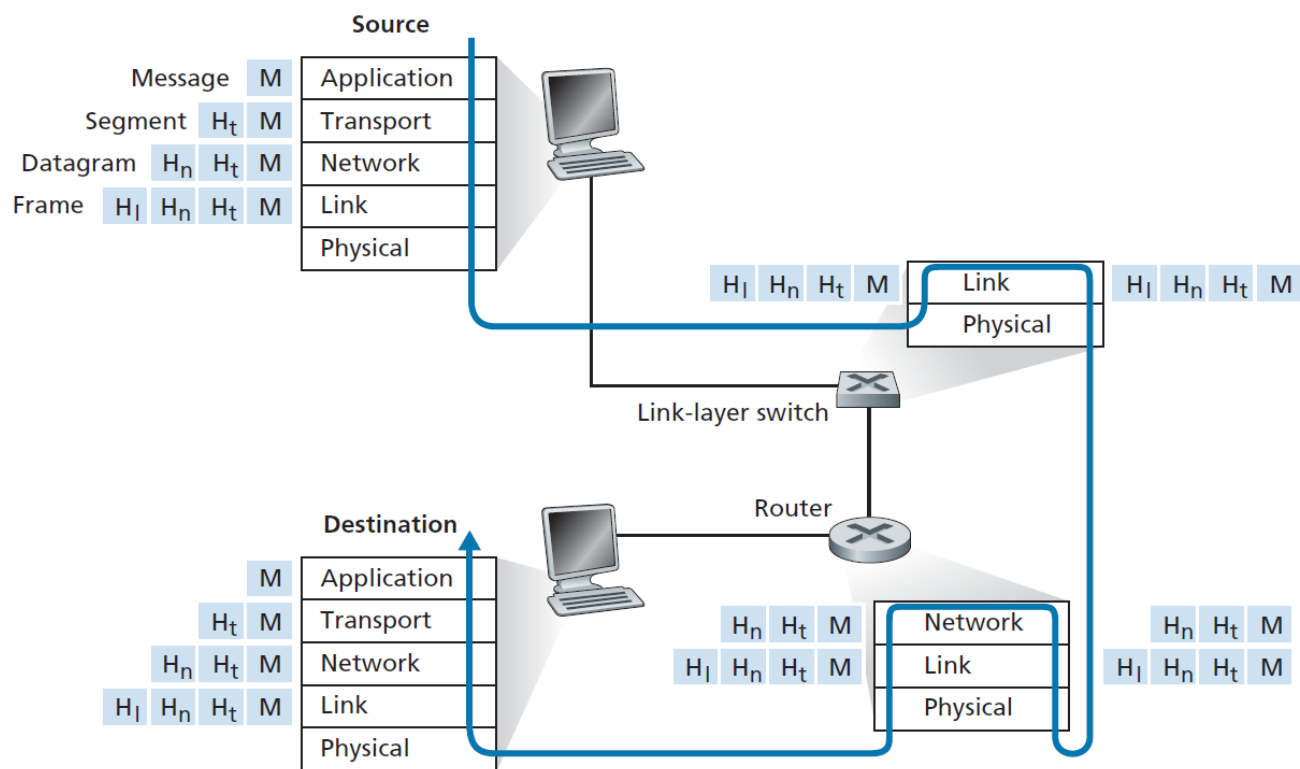 Source
Message M Application
Segment Ht M Transport
Datagram Hn Ht M Network
Frame Hl Hn Ht M Link
Physical
Hl Hn Ht M Link Hl Hn Ht M
Physical
Link-layer switch
Router
Destination
M Application
Ht M Transport
Hn Ht M Network
Hl Hn Ht M Link
Physical
Hn Ht M Network Hn Ht M
Hl Hn Ht M Link Hl Hn Ht M
Physical